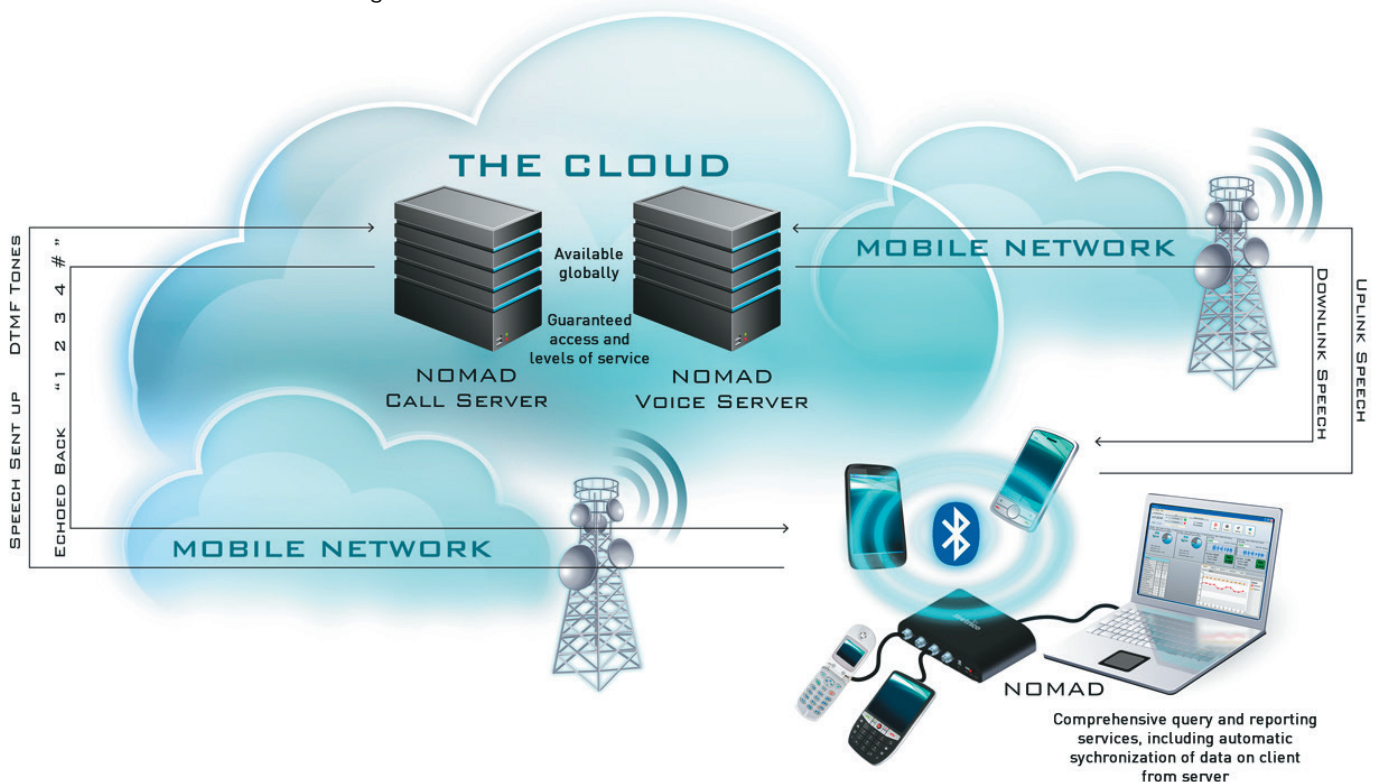 g
THE CLOUD
Available
globally
Guaranteed
access and
levels of service
NOMAD
CALL SERVER
NOMAD
VOICE SERVER
MOBILE NETWORK
UPLINK SPEECH
DOWNLINK SPEECH
SPEECH SENT UP DTMF TONES
ECHOED BACK "1 2 3 4 #"
MOBILE NETWORK
metrico
NOMAD
Comprehensive query and reporting
services, including automatic
sychronization of data on client
from server